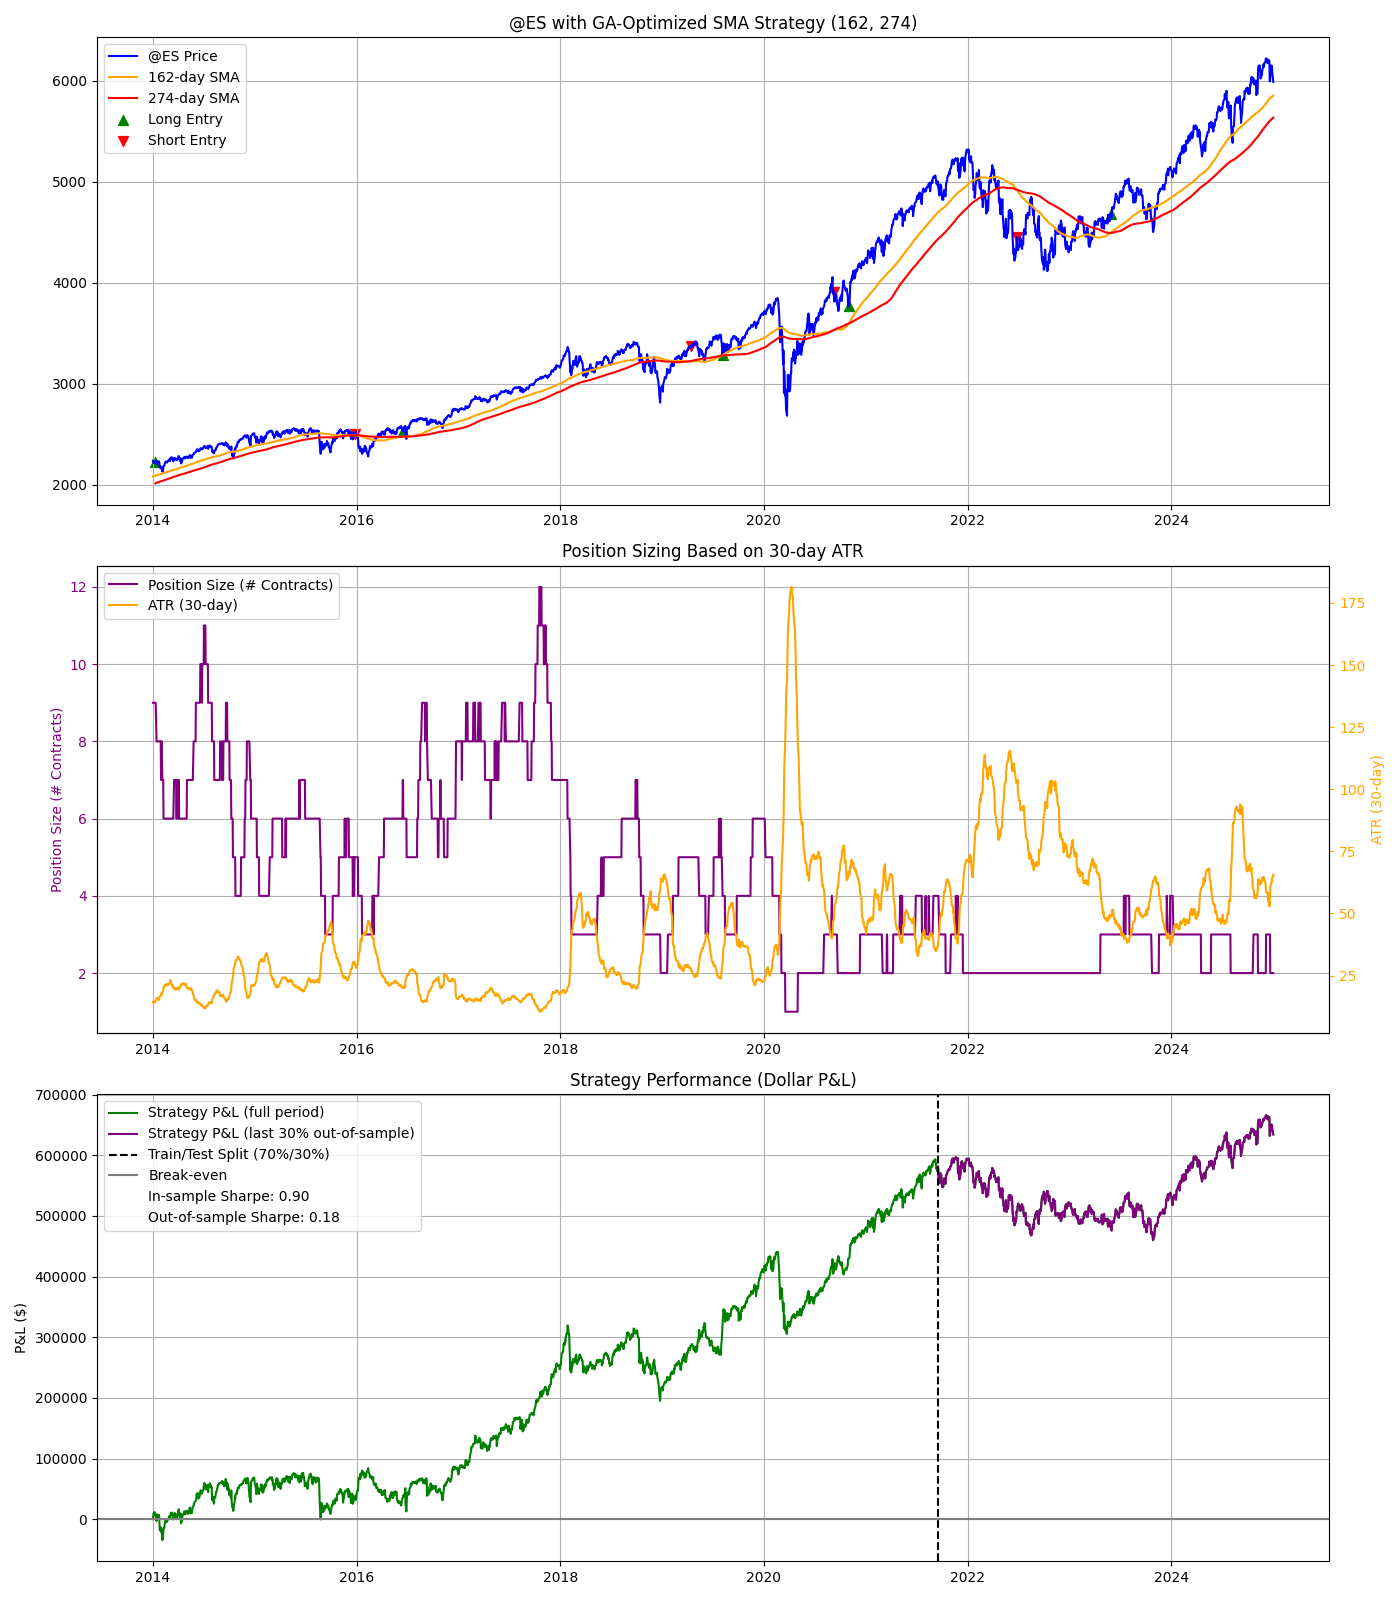 @ES with GA-Optimized SMA Strategy (162, 274)
@ES Price
162-day SMA
274-day SMA
Long Entry
Short Entry
6000
5000
4000
3000
2000
2014 2016 2018 2020 2022 2024
Position Sizing Based on 30-day ATR
Position Size (# Contracts)
ATR (30-day)
Position Size (# Contracts)
12
10
8
6
4
2
175
150
125
100
75
50
25
ATR (30-day)
2014 2016 2018 2020 2022 2024
Strategy Performance (Dollar P&L)
Strategy P&L (full period)
Strategy P&L (last 30% out-of-sample)
Train/Test Split (70%/30%)
Break-even
In-sample Sharpe: 0.90
Out-of-sample Sharpe: 0.18
P&L ($)
700000
600000
500000
400000
300000
200000
100000
0
2014 2016 2018 2020 2022 2024